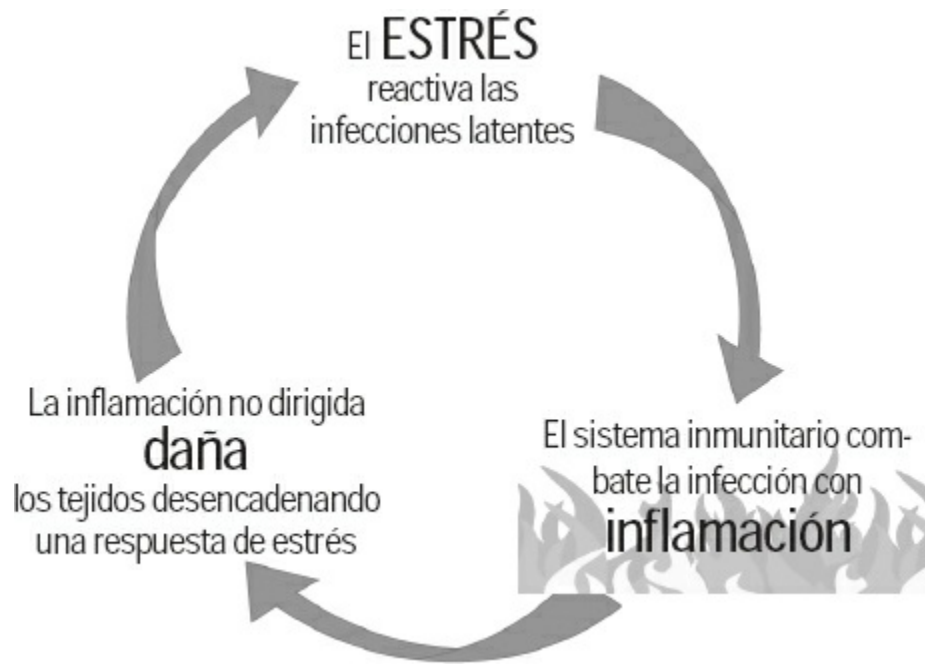 El ESTRÉS
reactiva las
infecciones latentes
El sistema inmunitario com-
bate la infección con
inflamación
La inflamación no dirigida
daña
los tejidos desencadenando
una respuesta de estrés